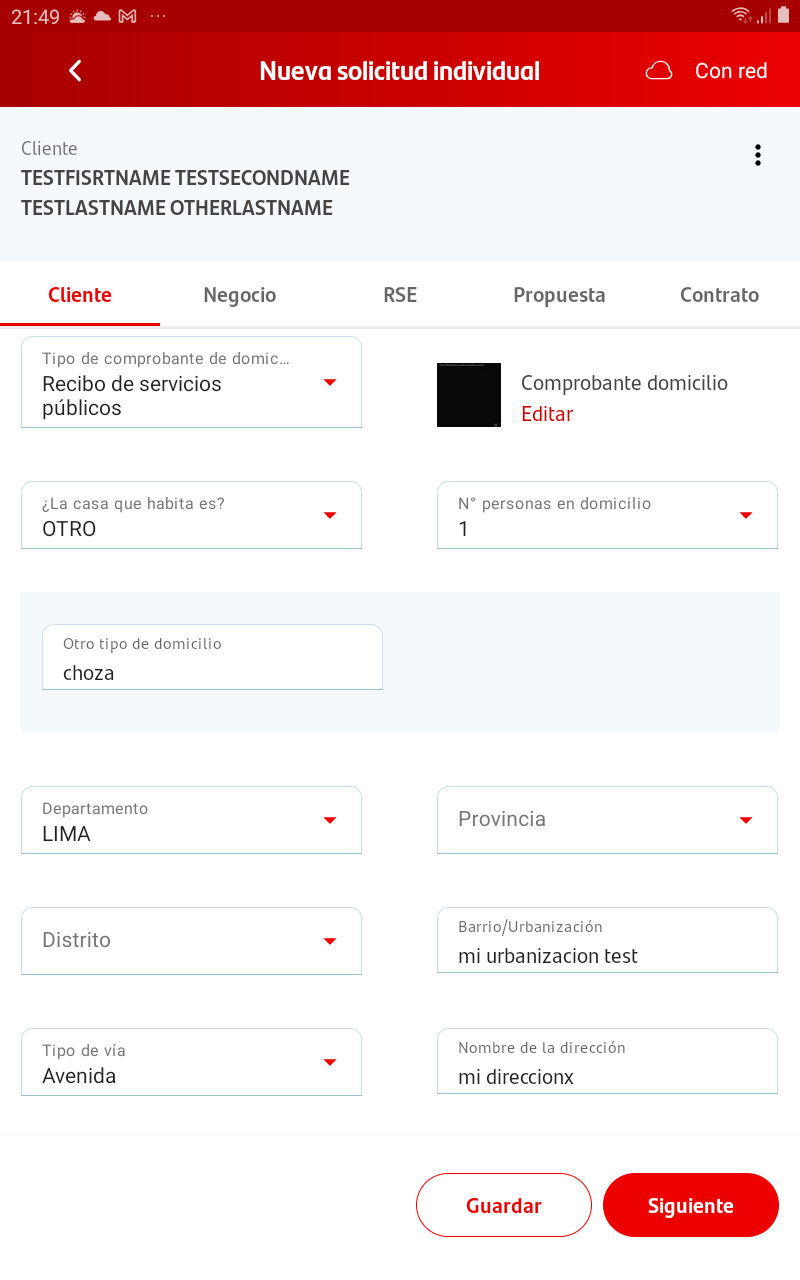 21:49
Nueva solicitud individual
Con red
Cliente
TESTFISRTNAME TESTSECONDNAME
TESTLASTNAME OTHERLASTNAME
Cliente Negocio RSE Propuesta Contrato
Tipo de comprobante de domic...
Recibo de servicios
públicos
Comprobante domicilio
Editar
¿La casa que habita es?
OTRO
N° personas en domicilio
1
Otro tipo de domicilio
choza
Departamento
LIMA
Provincia
Distrito
Barrio/Urbanización
mi urbanizacion test
Tipo de vía
Avenida
Nombre de la dirección
mi direccionx
Guardar
Siguiente